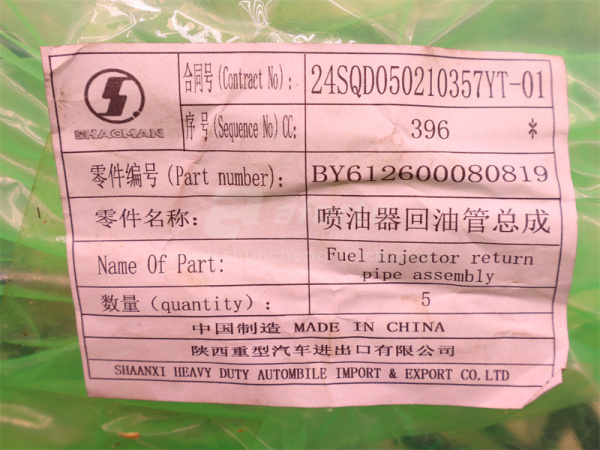 SHACMAN
合同号(Contract No): 24SQD050210357YT-01
序号(Sequence No)CC: 396 *
零件编号(Part number): BY612600080819
零件名称: 喷油器回油管总成
Name Of Part: Fuel injector return
pipe assembly
数量(quantity): 5
中国制造 MADE IN CHINA
陕西重型汽车进出口有限公司
SHAANXI HEAVY DUTY AUTOMBILE IMPORT & EXPORT CO.LTD